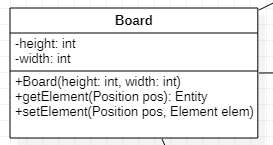 Board
-height: int
-width: int
+Board(height: int, width: int)
+getElement(Position pos): Entity
+setElement(Position pos, Element elem)